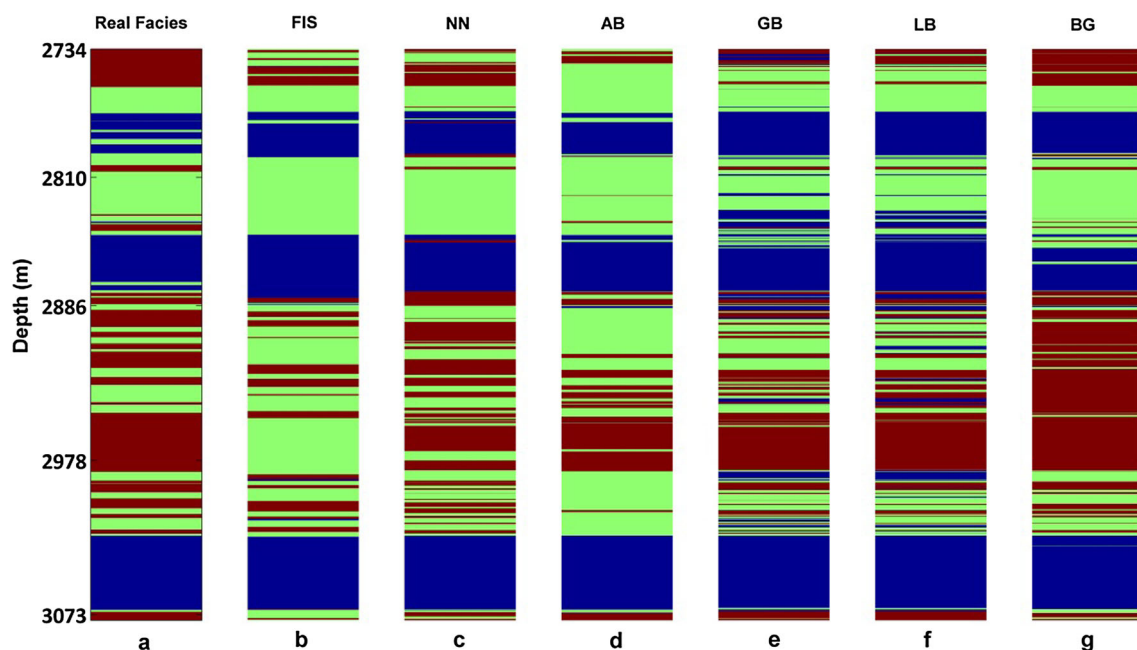 Real Facies FIS NN AB GB LB BG
2734
2810
2886
2978
3073
Depth (m)
a b c d e f g